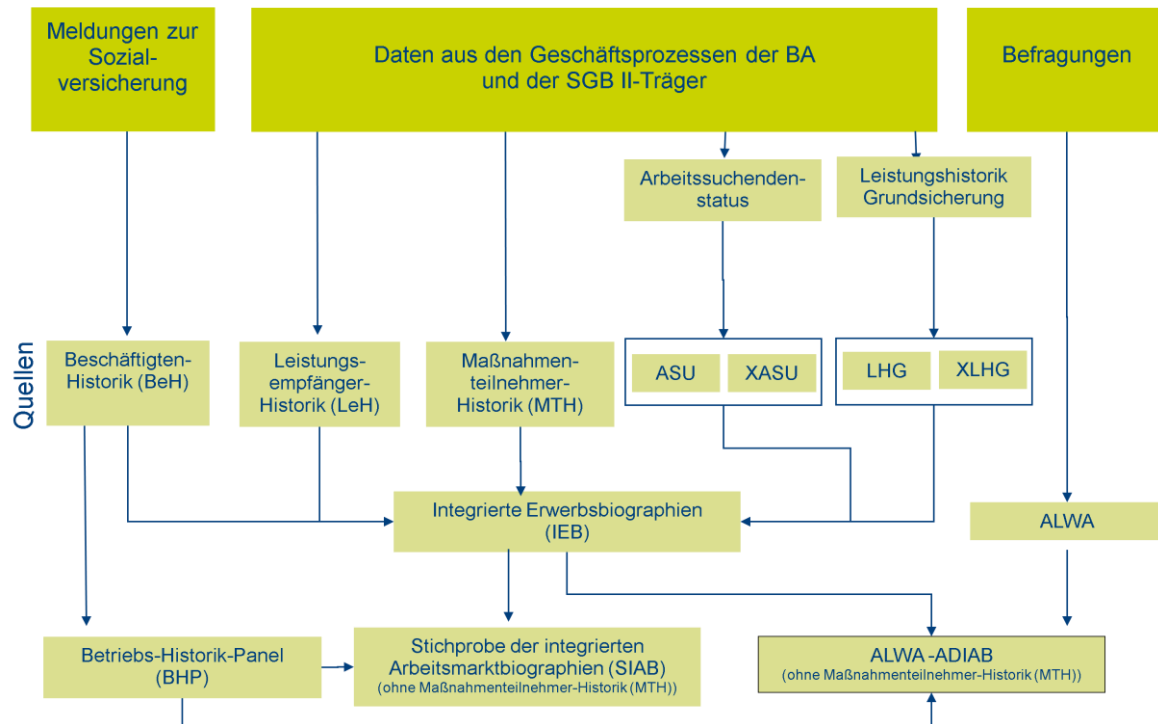 Meldungen zur
Sozial-
versicherung
Daten aus den Geschäftsprozessen der BA
und der SGB II-Träger
Befragungen
Arbeitssuchenden-
status
Leistungshistorik
Grundsicherung
Quellen
Beschäftigten-
Historik (BeH)
Leistungs-
empfänger-
Historik (LeH)
Maßnahmen-
teilnehmer-
Historik (MTH)
ASU
XASU
LHG
XLHG
Integrierte Erwerbsbiographien
(IEB)
ALWA
Betriebs-Historik-Panel
(BHP)
Stichprobe der integrierten
Arbeitsmarktbiographien (SIAB)
(ohne Maßnahmenteilnehmer-Historik (MTH))
ALWA-ADIAB
(ohne Maßnahmenteilnehmer-Historik (MTH))